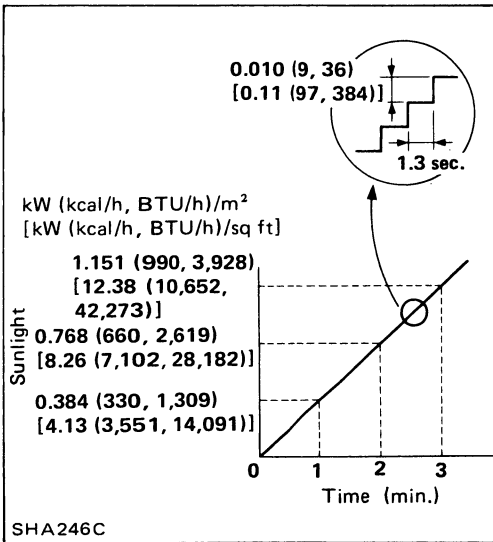 0.010 (9, 36)
[0.11 (97, 384)]
1.3 sec.
kW (kcal/h, BTU/h)/m²
[kW (kcal/h, BTU/h)/sq ft]
1.151 (990, 3,928)
[12.38 (10,652,
42,273)]
0.768 (660, 2,619)
[8.26 (7,102, 28,182)]
0.384 (330, 1,309)
[4.13 (3,551, 14,091)]
Sunlight
0 1 2 3
Time (min.)
SHA246C